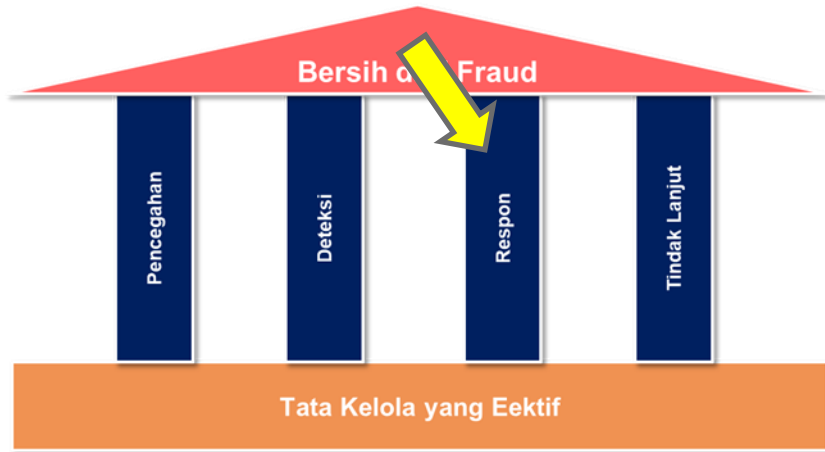 Bersih d Fraud
Pencegahan
Deteksi
Respon
Tindak Lanjut
Tata Kelola yang Eektif